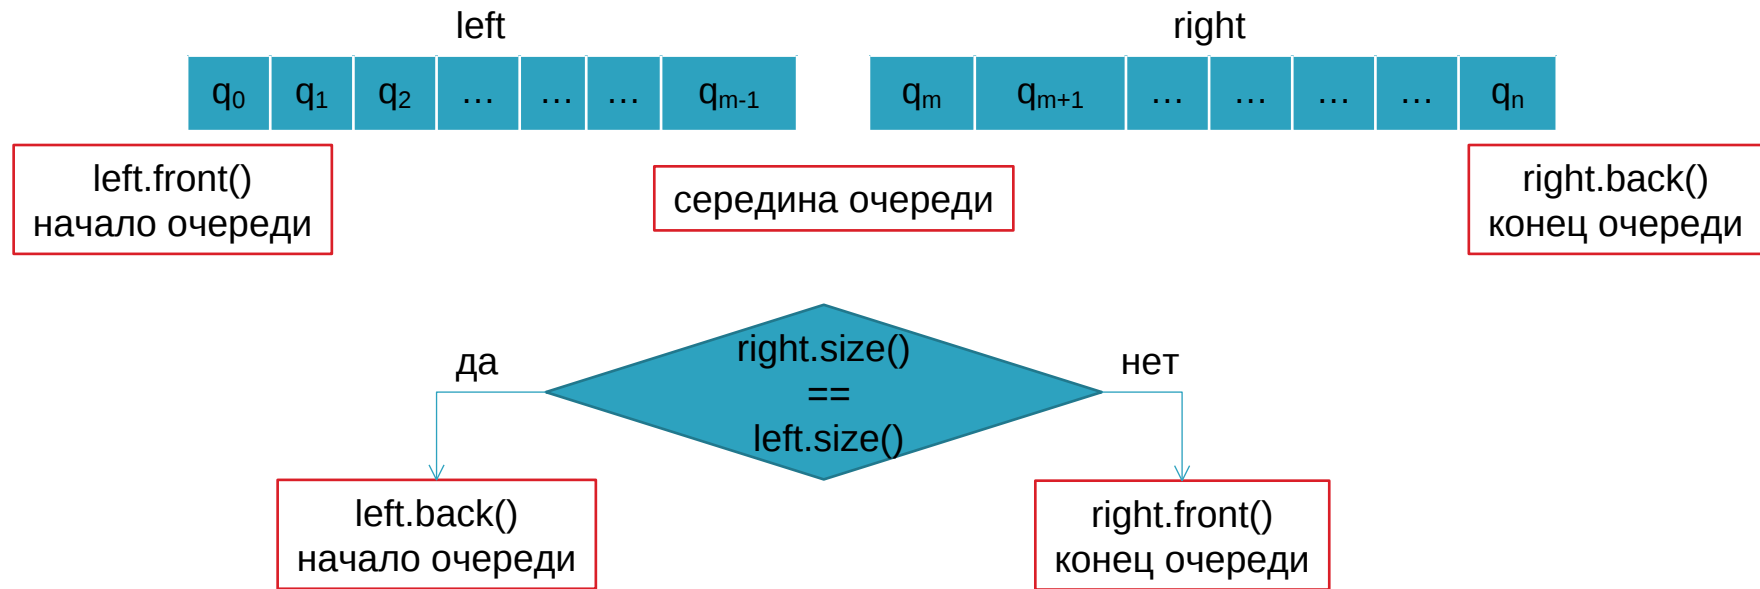 left
right
q₀ q₁ q₂ … … … qₘ₋₁
qₘ qₘ₊₁ … … … … qₙ
left.front()
начало очереди
середина очереди
right.back()
конец очереди
да
right.size()
==
left.size()
нет
left.back()
начало очереди
right.front()
конец очереди